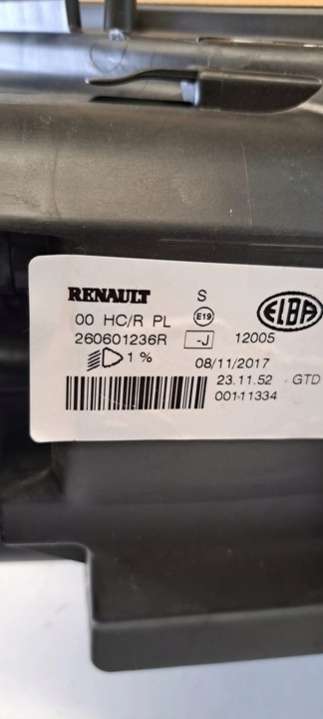 RENAULT S ELBA
00 HC/R PL E19
260601236R -J 12005
1 % 08/11/2017
23.11.52 GTD
00111334